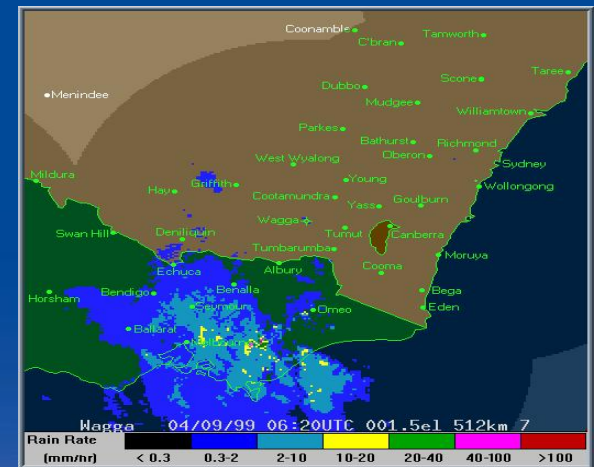 Coonamble
C'bran
Tamworth
Taree
Scone
Dubbo
Menindee
Mudgee
Williamtown
Parkes
Bathurst
Richmond
Oberon
West Wyalong
Sydney
Mildura
Young
Griffith
Wollongong
Hay
Cootamundra
Goulburn
Yass
Wagga
Swan Hill
Deniliquin
Tumut
Canberra
Tumbarumba
Moruya
Echuca
Albury
Cooma
Horsham
Bendigo
Benalla
Bega
Seymour
Omeo
Eden
Ballarat
Wagga 04/09/99 06:20UTC 001.5el 512km 7
Rain Rate
(mm/hr) < 0.3 0.3-2 2-10 10-20 20-40 40-100 >100